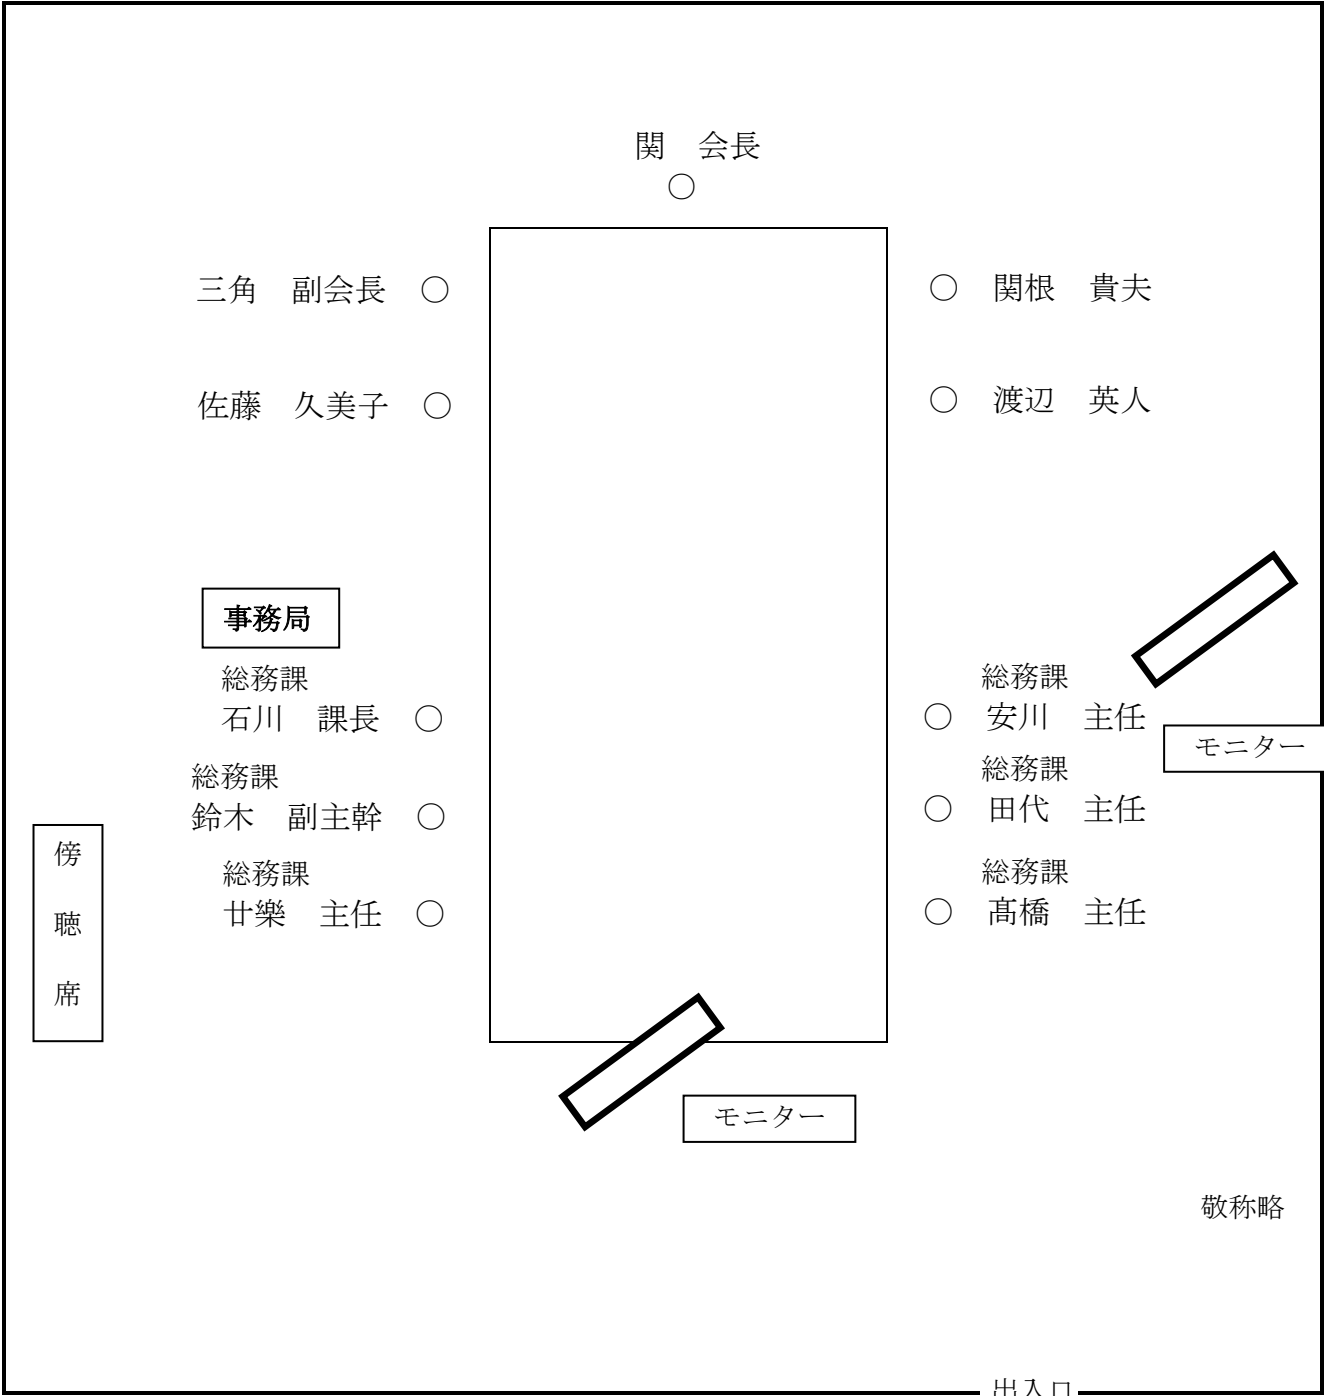 関　会長
○
三角　副会長　○
○　関根　貴夫
佐藤　久美子　○
○　渡辺　英人
事務局
総務課
石川　課長　○
総務課
○　安川　主任
モニター
総務課
鈴木　副主幹　○
総務課
○　田代　主任
総務課
廿樂　主任　○
総務課
○　髙橋　主任
傍聴席
モニター
敬称略
出入口